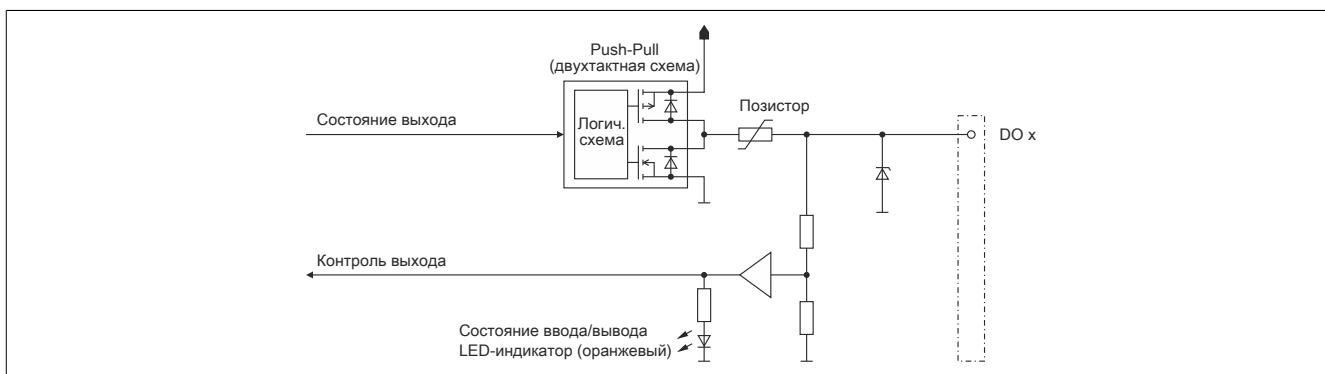 Push-Pull
(двухтактная схема)
Позистор
Состояние выхода
Логич.
схема
DO x
Контроль выхода
Состояние ввода/вывода
LED-индикатор (оранжевый)